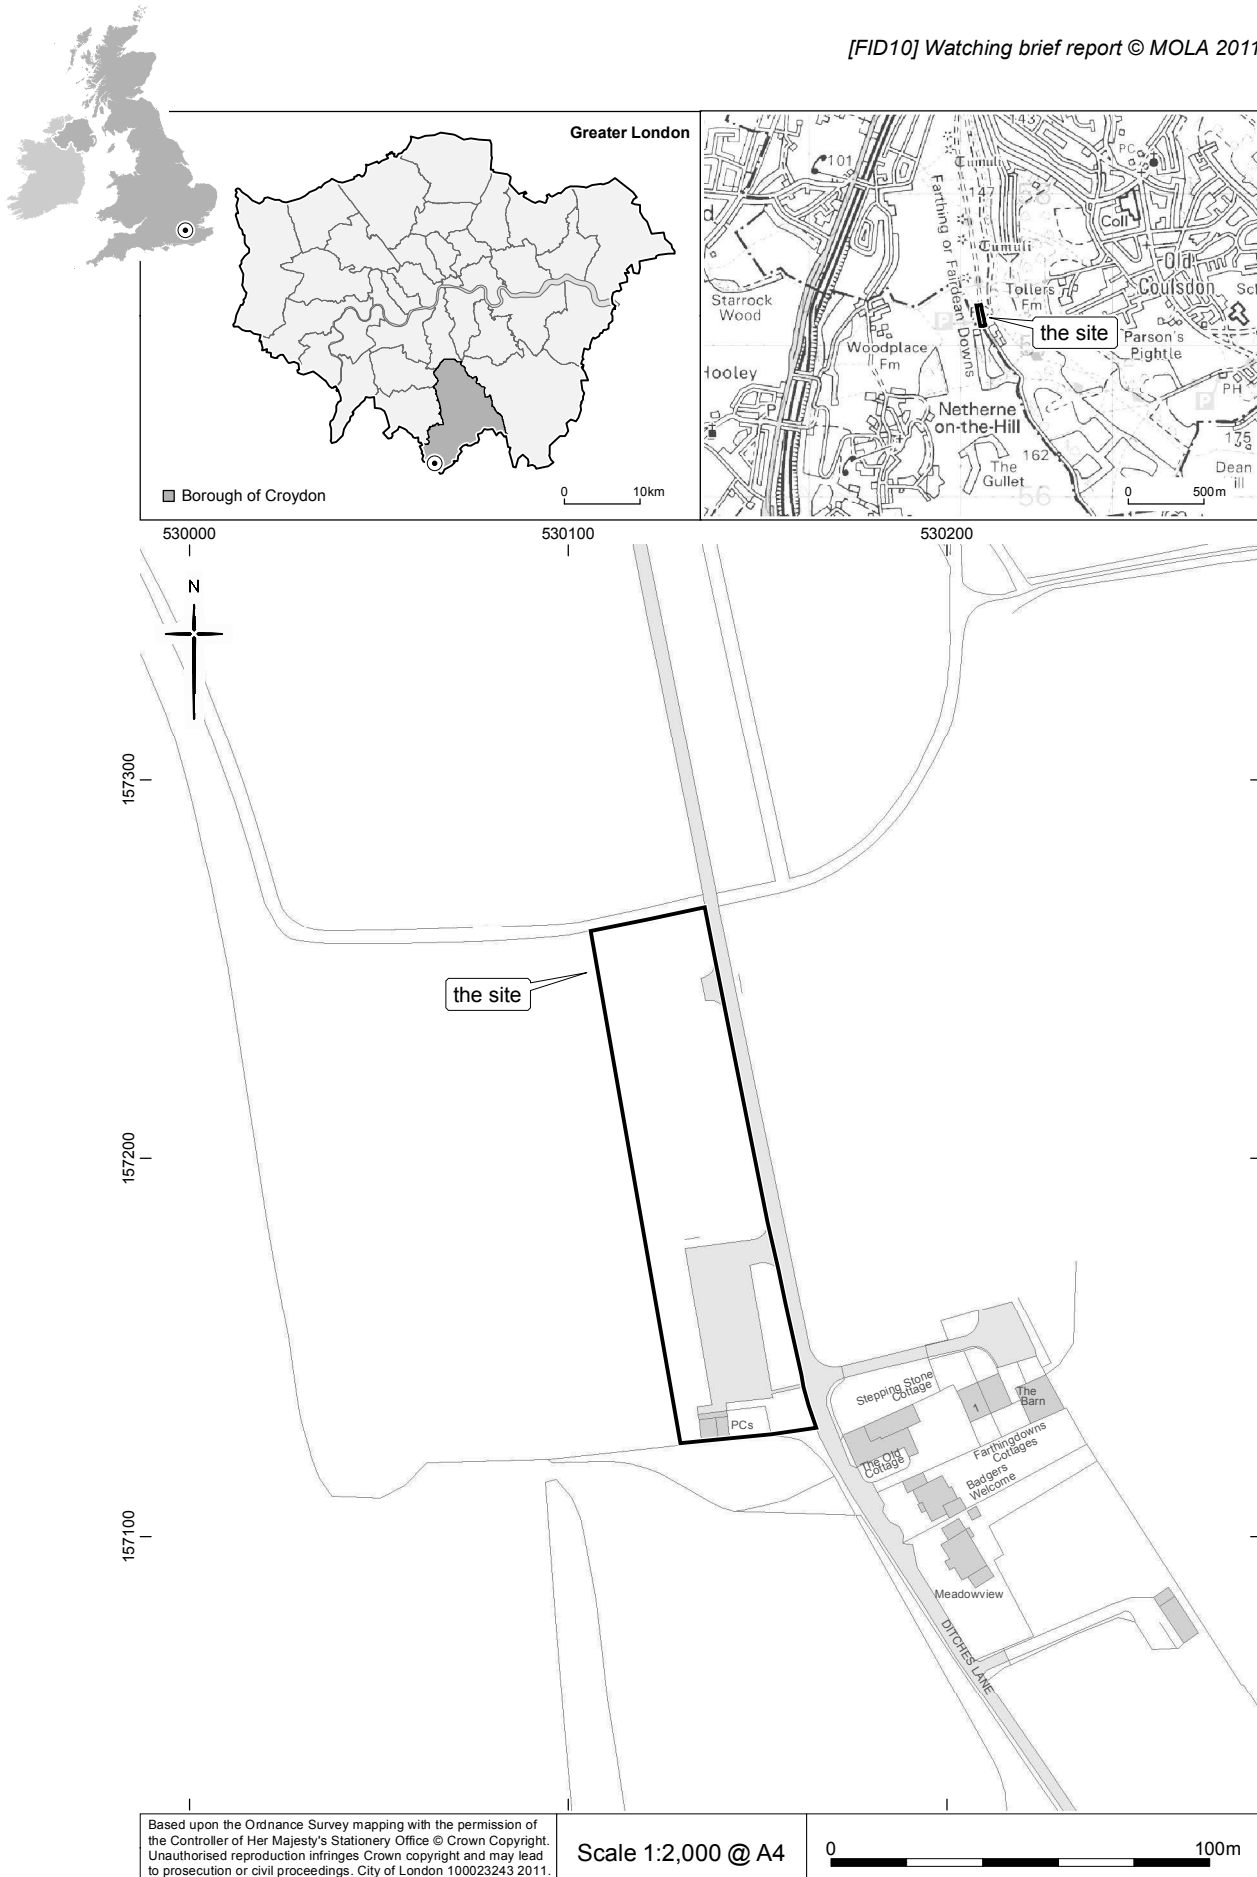 [FID10] Watching brief report © MOLA 2011
Greater London
Borough of Croydon
0 10km
101
143
PC
Tumuli
147
58
Coll
Farthing or Fairdean Downs
Tumuli
Old
Coulsdon
Tollers
Fm
Starrock
Wood
P
the site
Woodplace
Fm
Parson's
Pightle
Hooley
PH
P
P
Netherne
on-the-Hill
175
162
The
Gullet
Dean
56
0 500m
530000 530100 530200
N
157300
the site
157200
Stepping Stone
Cottage
1
The
Barn
PCs
Farthingdowns
Cottages
The Old
Cottage
Badgers
Welcome
157100
Meadowview
DITCHES LANE
Based upon the Ordnance Survey mapping with the permission of
the Controller of Her Majesty's Stationery Office © Crown Copyright.
Unauthorised reproduction infringes Crown copyright and may lead
to prosecution or civil proceedings. City of London 100023243 2011.
Scale 1:2,000 @ A4
0 100m